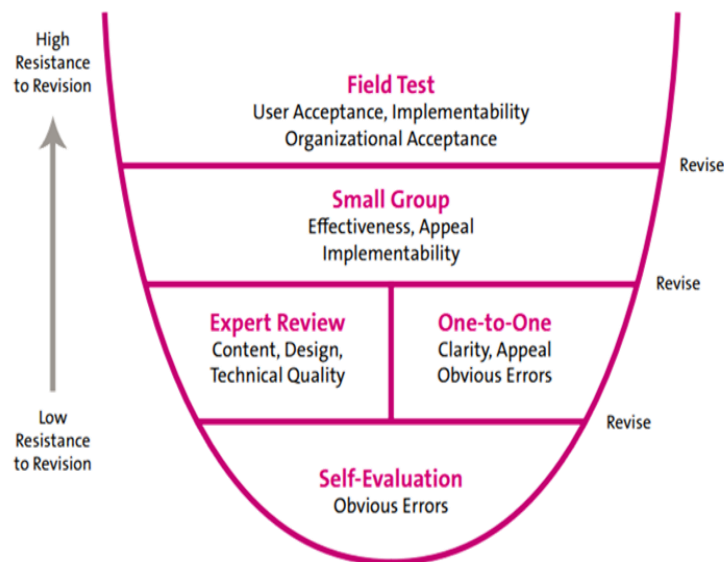 High
Resistance
to Revision
Field Test
User Acceptance, Implementability
Organizational Acceptance
Revise
Small Group
Effectiveness, Appeal
Implementability
Revise
Expert Review
Content, Design,
Technical Quality
One-to-One
Clarity, Appeal
Obvious Errors
Revise
Low
Resistance
to Revision
Self-Evaluation
Obvious Errors